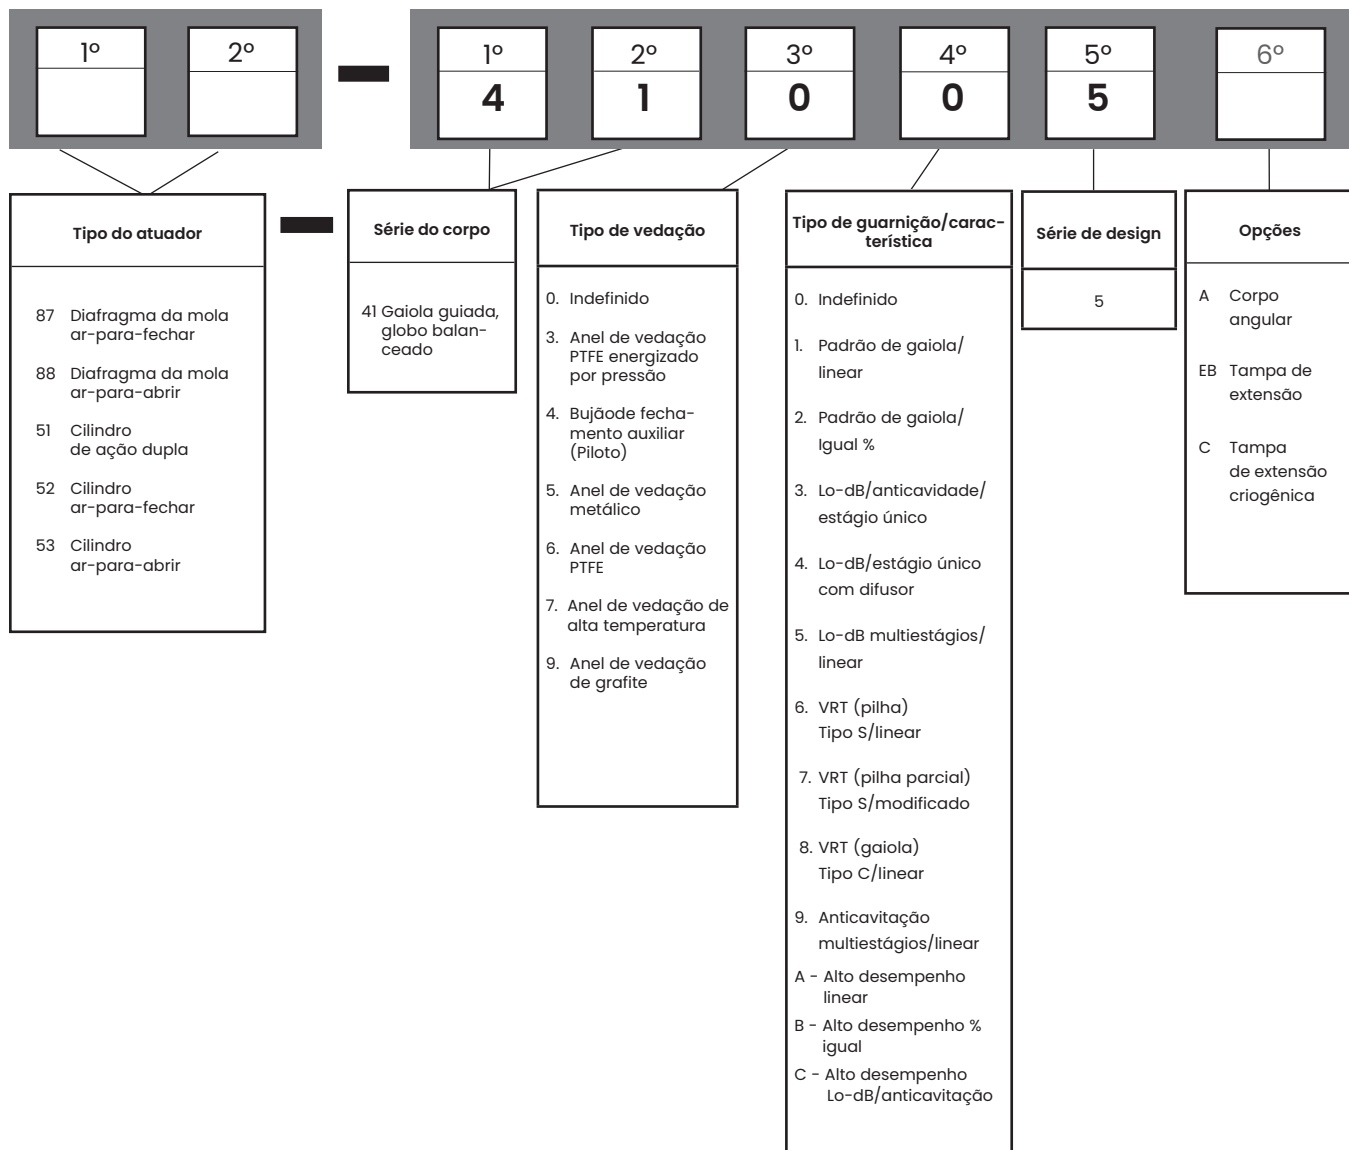 1º
2º
1º
2º
3º
4º
5º
6º
4
1
0
0
5
Tipo do atuador
87 Diafragma da mola
ar-para-fechar
88 Diafragma da mola
ar-para-abrir
51 Cilindro
de ação dupla
52 Cilindro
ar-para-fechar
53 Cilindro
ar-para-abrir
Série do corpo
41 Gaiola guiada,
globo balan-
ceado
Tipo de vedação
0. Indefinido
3. Anel de vedação
PTFE energizado
por pressão
4. Bujãode fecha-
mento auxiliar
(Piloto)
5. Anel de vedação
metálico
6. Anel de vedação
PTFE
7. Anel de vedação de
alta temperatura
9. Anel de vedação
de grafite
Tipo de guarnição/carac-
terística
0. Indefinido
1. Padrão de gaiola/
linear
2. Padrão de gaiola/
Igual %
3. Lo-dB/anticavidade/
estágio único
4. Lo-dB/estágio único
com difusor
5. Lo-dB multiestágios/
linear
6. VRT (pilha)
Tipo S/linear
7. VRT (pilha parcial)
Tipo S/modificado
8. VRT (gaiola)
Tipo C/linear
9. Anticavitação
multiestágios/linear
A - Alto desempenho
linear
B - Alto desempenho %
igual
C - Alto desempenho
Lo-dB/anticavitação
Série de design
5
Opções
A Corpo
angular
EB Tampa de
extensão
C Tampa
de extensão
criogênica